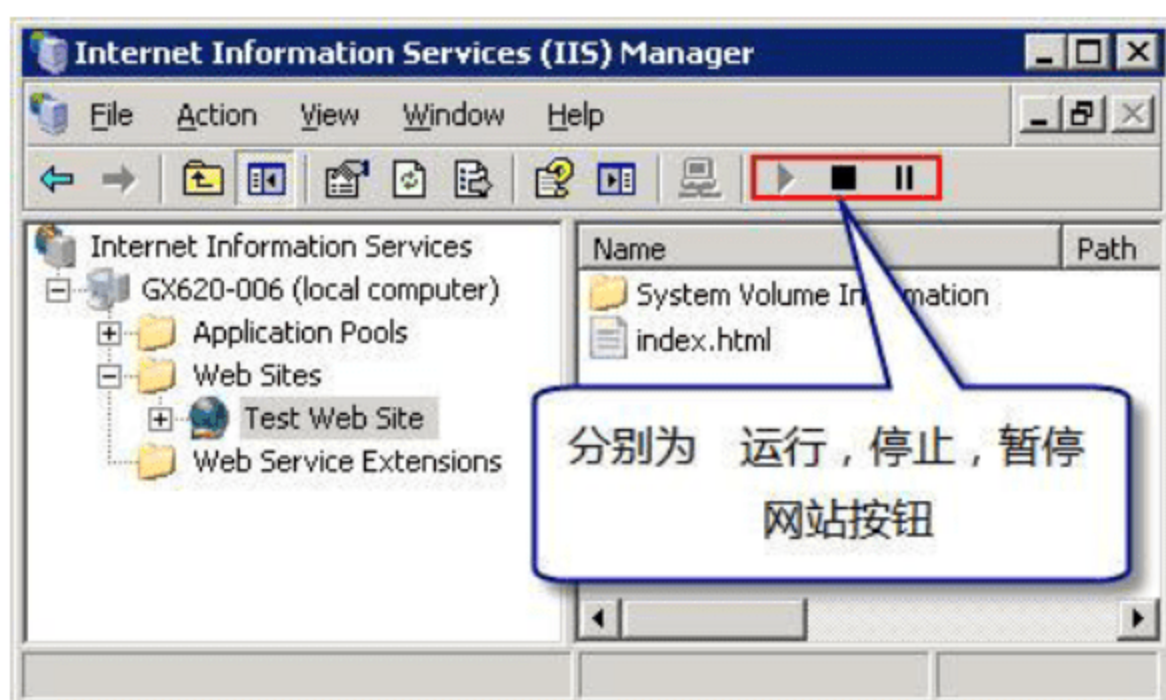 Internet Information Services (IIS) Manager
File Action View Window Help
Internet Information Services
GX620-006 (local computer)
Application Pools
Web Sites
Test Web Site
Web Service Extensions
Name Path
System Volume In mation
index.html
分别为 运行，停止，暂停
网站按钮